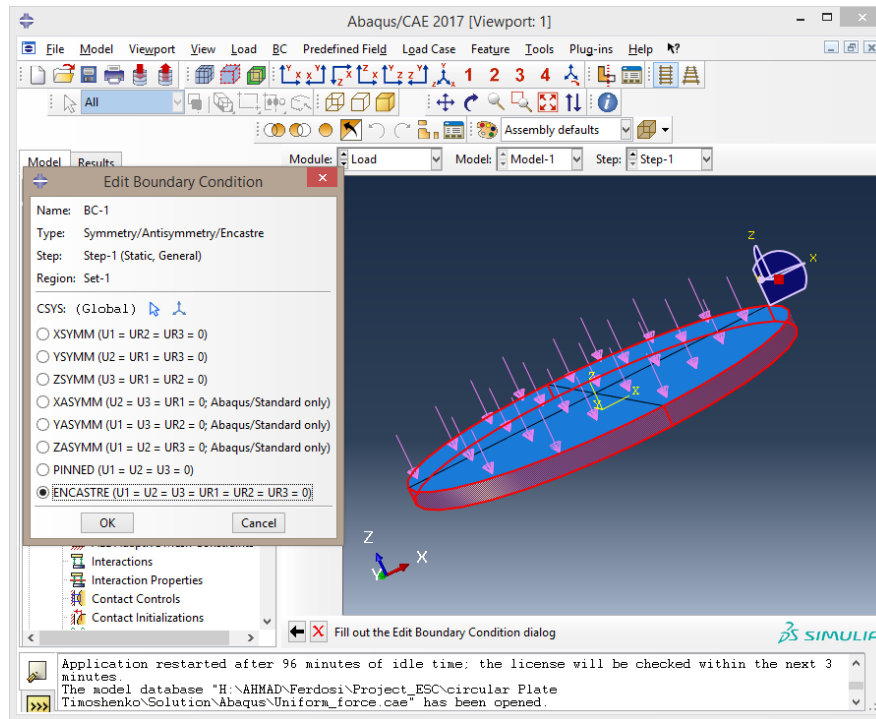 Abaqus/CAE 2017 [Viewport: 1]
File Model Viewport View Load BC Predefined Field Load Case Feature Tools Plug-ins Help
1 2 3 4
All
Assembly defaults
Model Results
Module: Load Model: Model-1 Step: Step-1
Edit Boundary Condition
Name: BC-1
Type: Symmetry/Antisymmetry/Encastre
Step: Step-1 (Static, General)
Region: Set-1
CSYS: (Global)
XSYMM (U1 = UR2 = UR3 = 0)
YSYMM (U2 = UR1 = UR3 = 0)
ZSYMM (U3 = UR1 = UR2 = 0)
XASYMM (U2 = U3 = UR1 = 0; Abaqus/Standard only)
YASYMM (U1 = U3 = UR2 = 0; Abaqus/Standard only)
ZASYMM (U1 = U2 = UR3 = 0; Abaqus/Standard only)
PINNED (U1 = U2 = U3 = 0)
ENCASTRE (U1 = U2 = U3 = UR1 = UR2 = UR3 = 0)
OK Cancel
Z X
Z X Y
Z X Y
Interactions
Interaction Properties
Contact Controls
Contact Initializations
Fill out the Edit Boundary Condition dialog
SIMULIA
Application restarted after 96 minutes of idle time; the license will be checked within the next 3
minutes.
The model database "H:\AHMAD\Ferdosi\Project_ESC\circular Plate
Timoshenko\Solution\Abaqus\Uniform_force.cae" has been opened.